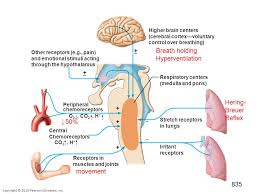 Higher brain centers
(cerebral cortex—voluntary
control over breathing)
Breath holding
Hyperventilation
Other receptors (e.g., pain)
and emotional stimuli acting
through the hypothalamus
Respiratory centers
(medulla and pons)
Peripheral
chemoreceptors
O₂↓, CO₂↑, H⁺↑
↓ 50%
Central
Chemoreceptors
CO₂↑, H⁺↑
Hering-
Breuer
Reflex
Stretch receptors
in lungs
Irritant
receptors
Receptors in
muscles and joints
movement
835